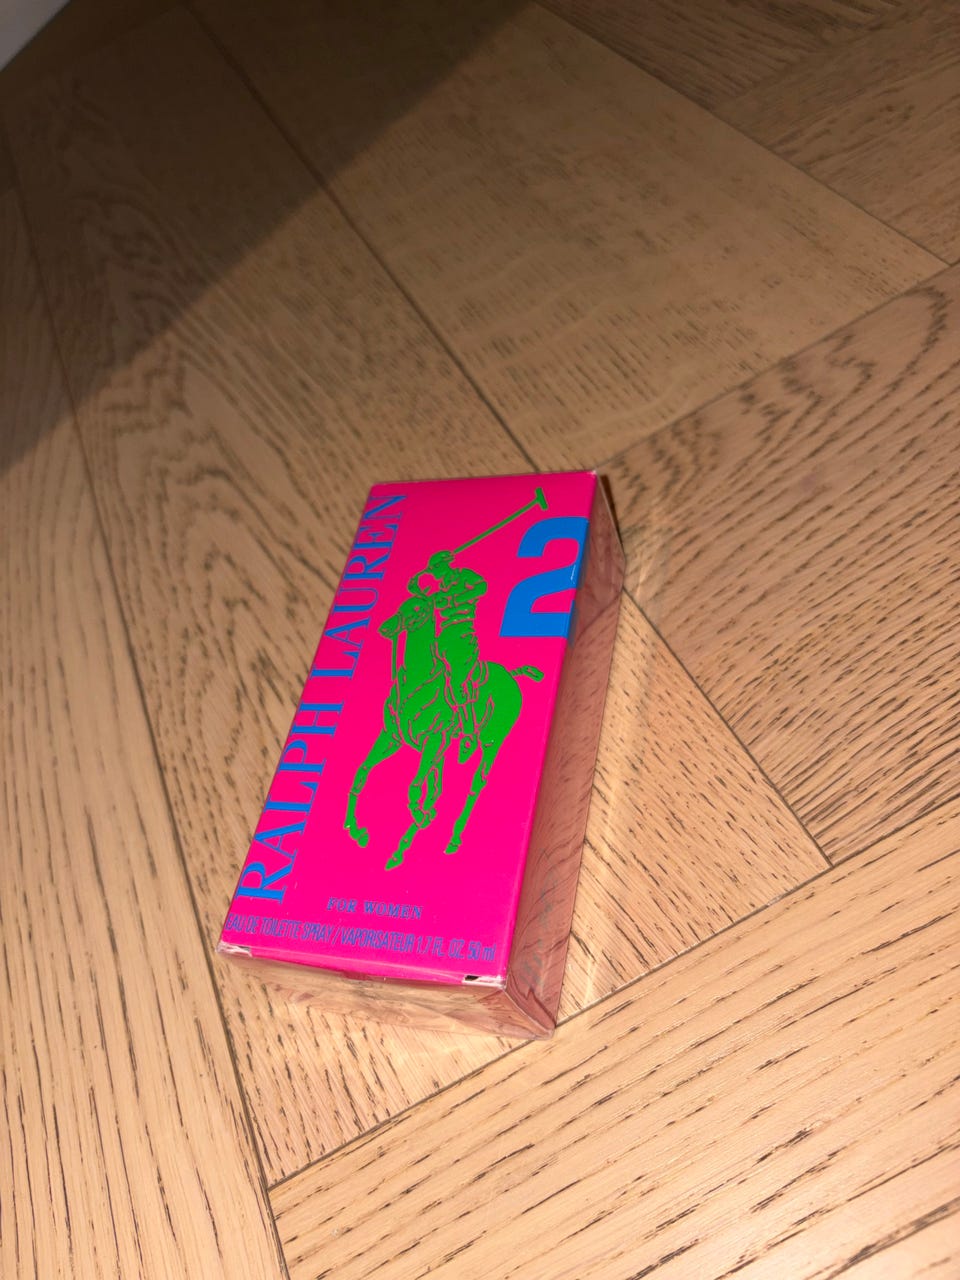 RALPH LAUREN
2
FOR WOMEN
EAU DE TOILETTE SPRAY / VAPORISATEUR 1.7 FL. OZ. 50 ml